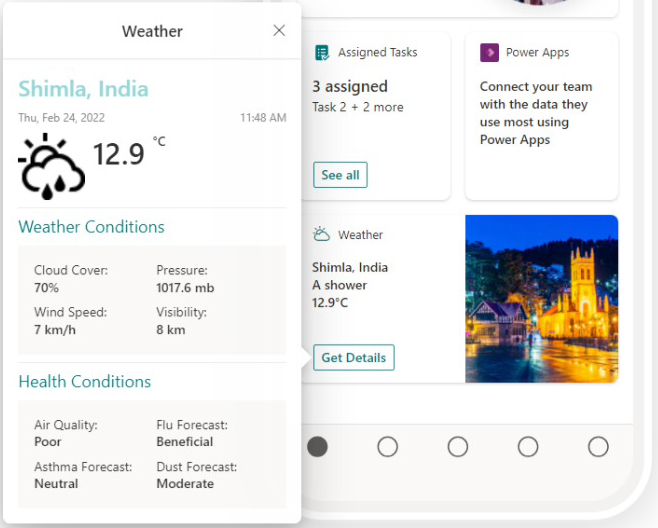 Weather
Shimla, India
Thu, Feb 24, 2022
11:48 AM
12.9 °C
Weather Conditions
Cloud Cover:
70%
Pressure:
1017.6 mb
Wind Speed:
7 km/h
Visibility:
8 km
Health Conditions
Air Quality:
Poor
Flu Forecast:
Beneficial
Asthma Forecast:
Neutral
Dust Forecast:
Moderate
Assigned Tasks
3 assigned
Task 2 + 2 more
See all
Power Apps
Connect your team
with the data they
use most using
Power Apps
Weather
Shimla, India
A shower
12.9°C
Get Details